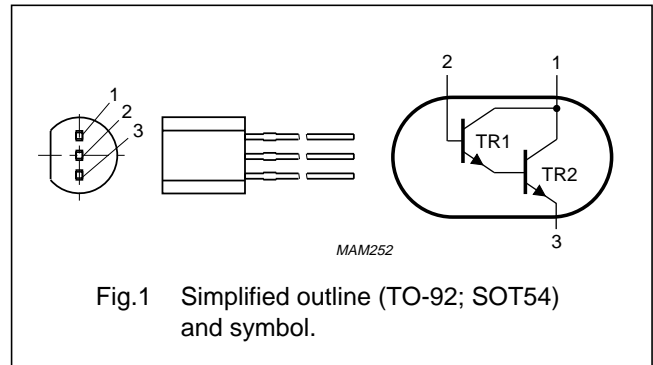 1
2
3
2 1
TR1
TR2
3
MAM252
Fig.1 Simplified outline (TO-92; SOT54)
and symbol.